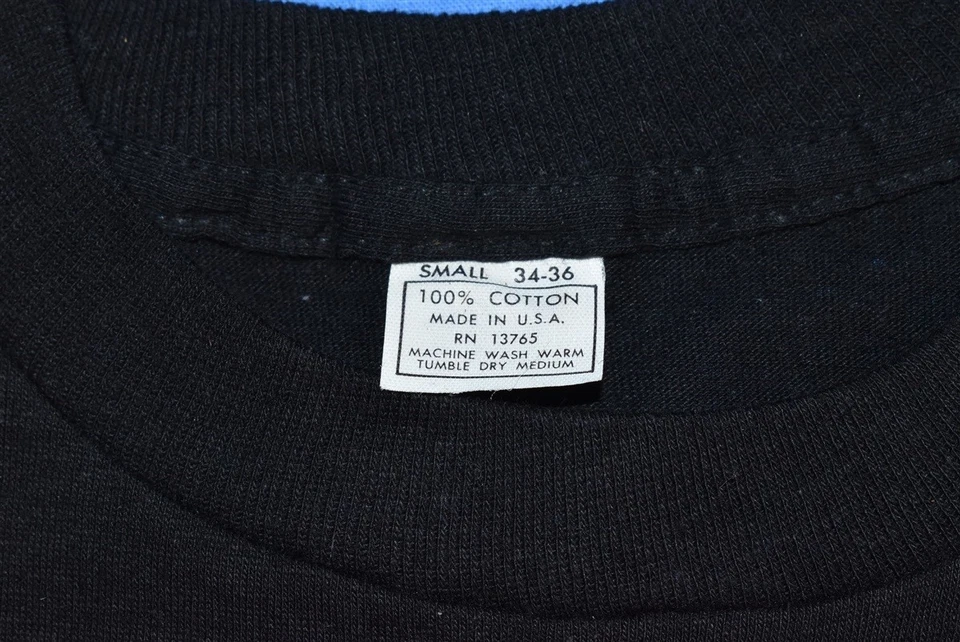 SMALL 34-36
100% COTTON
MADE IN U.S.A.
RN 13765
MACHINE WASH WARM
TUMBLE DRY MEDIUM